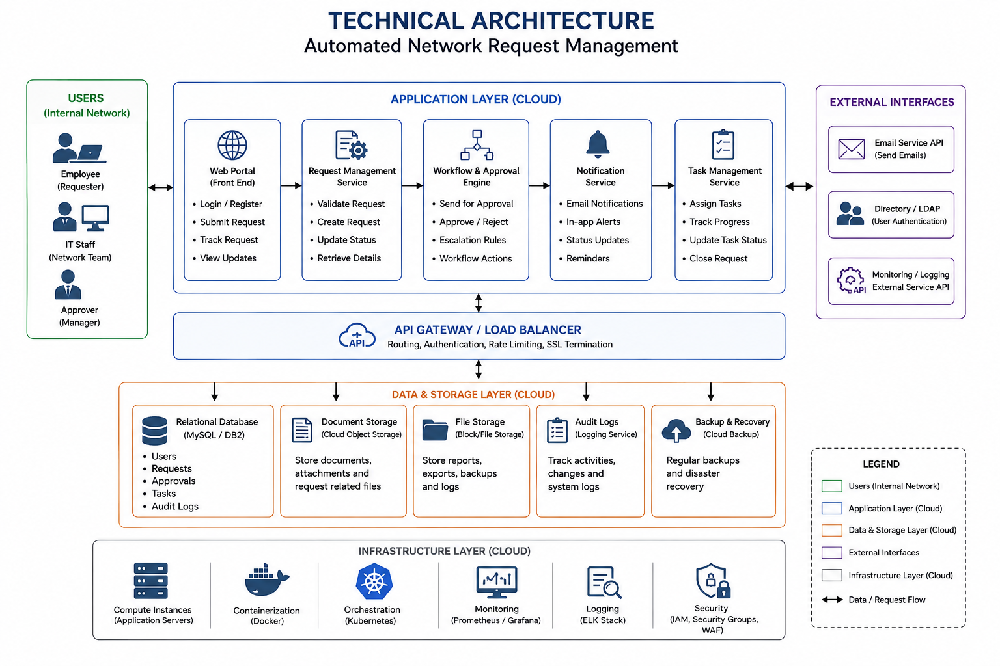 TECHNICAL ARCHITECTURE
Automated Network Request Management
USERS
(Internal Network)
Employee
(Requester)
IT Staff
(Network Team)
Approver
(Manager)
APPLICATION LAYER (CLOUD)
Web Portal
(Front End)
• Login / Register
• Submit Request
• Track Request
• View Updates
Request Management
Service
• Validate Request
• Create Request
• Update Status
• Retrieve Details
Workflow & Approval
Engine
• Send for Approval
• Approve / Reject
• Escalation Rules
• Workflow Actions
Notification
Service
• Email Notifications
• In-app Alerts
• Status Updates
• Reminders
Task Management
Service
• Assign Tasks
• Track Progress
• Update Task Status
• Close Request
EXTERNAL INTERFACES
Email Service API
(Send Emails)
Directory / LDAP
(User Authentication)
API
Monitoring / Logging
External Service API
API
API GATEWAY / LOAD BALANCER
Routing, Authentication, Rate Limiting, SSL Termination
DATA & STORAGE LAYER (CLOUD)
Relational Database
(MySQL / DB2)
• Users
• Requests
• Approvals
• Tasks
• Audit Logs
Document Storage
(Cloud Object Storage)
Store documents,
attachments and
request related files
File Storage
(Block/File Storage)
Store reports,
exports, backups
and logs
Audit Logs
(Logging Service)
Track activities,
changes and
system logs
Backup & Recovery
(Cloud Backup)
Regular backups
and disaster
recovery
INFRASTRUCTURE LAYER (CLOUD)
Compute Instances
(Application Servers)
Containerization
(Docker)
Orchestration
(Kubernetes)
Monitoring
(Prometheus / Grafana)
Logging
(ELK Stack)
Security
(IAM, Security Groups,
WAF)
LEGEND
Users (Internal Network)
Application Layer (Cloud)
Data & Storage Layer (Cloud)
External Interfaces
Infrastructure Layer (Cloud)
Data / Request Flow